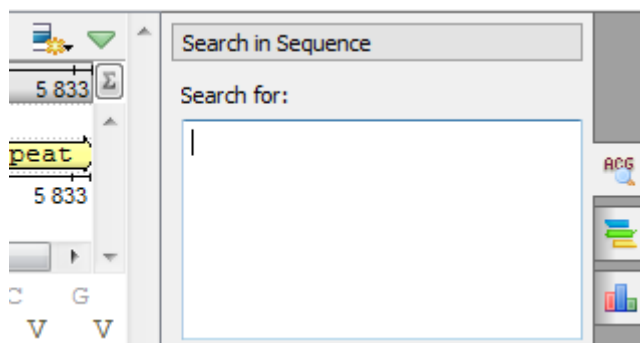 Search in Sequence
5 833 Σ
Search for:
peat
ACG
5 833
C G
V V